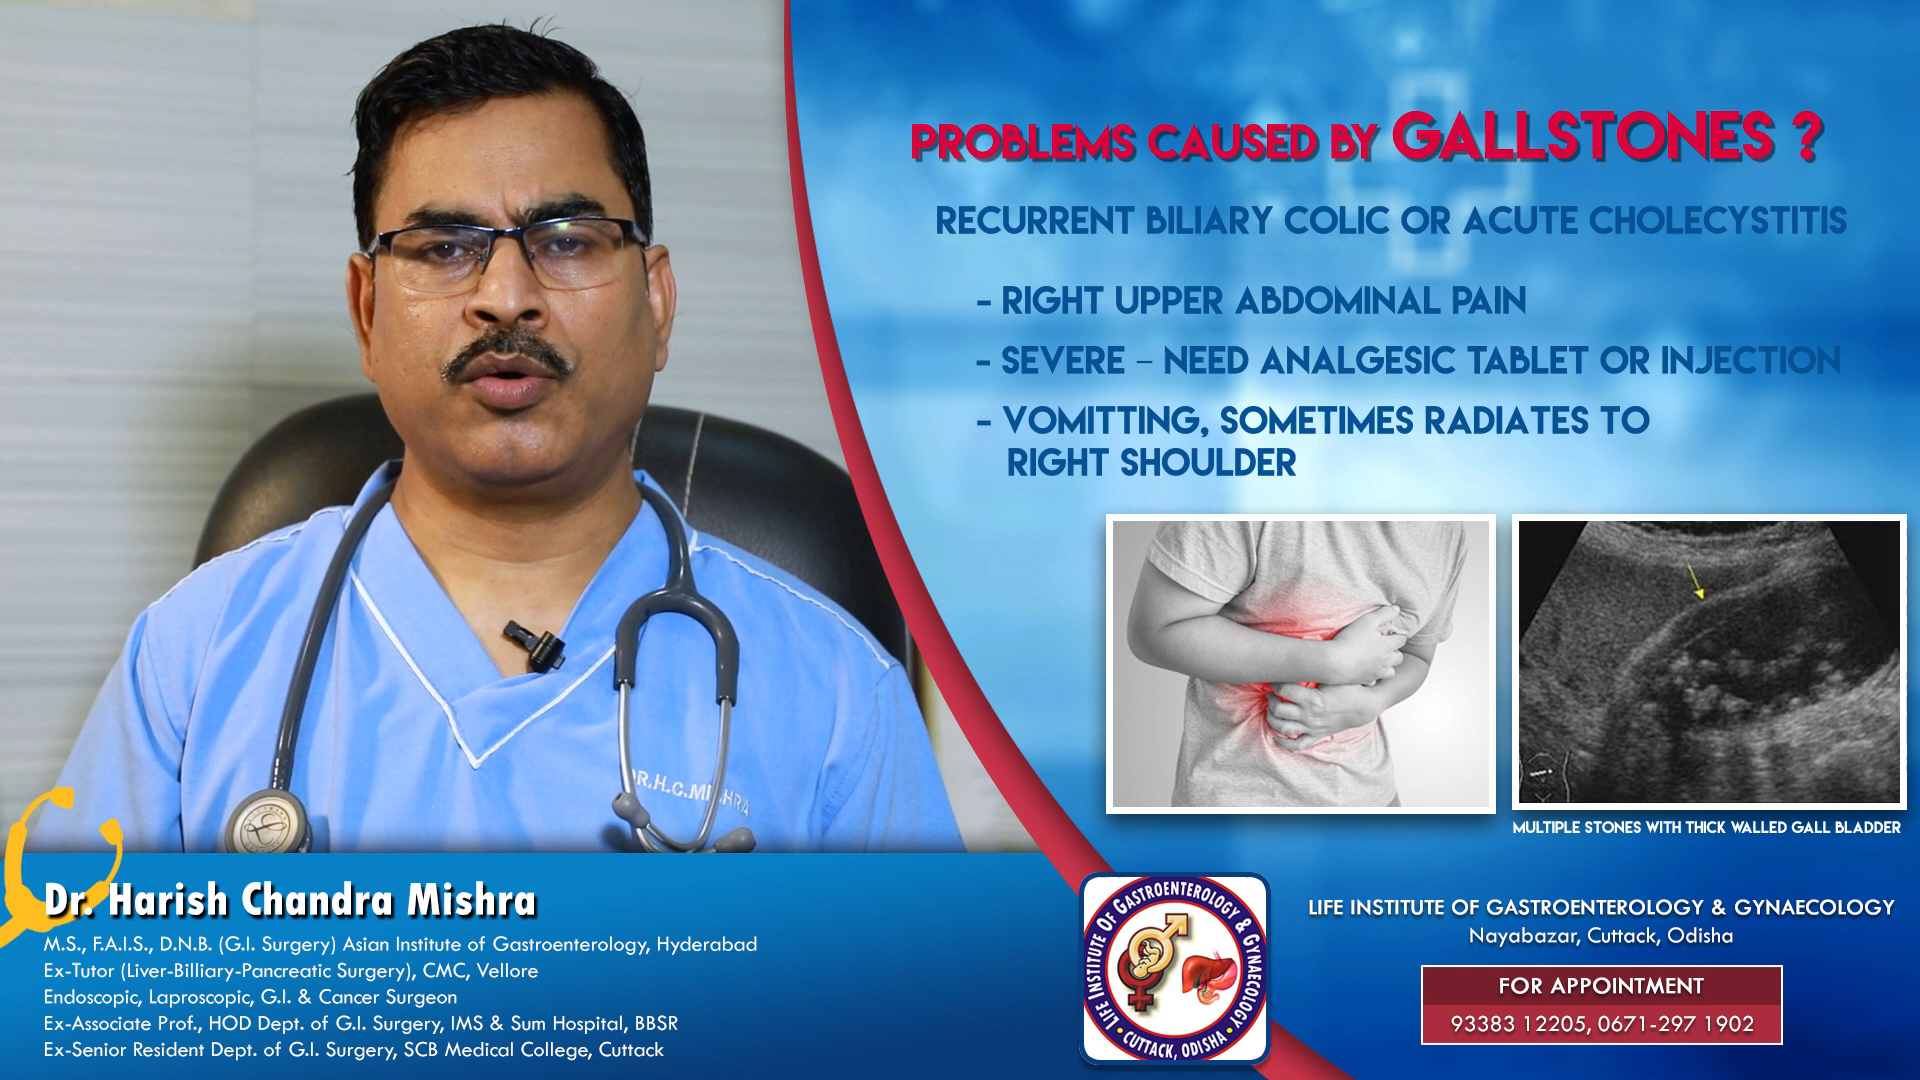 PROBLEMS CAUSED BY GALLSTONES ?
RECURRENT BILIARY COLIC OR ACUTE CHOLECYSTITIS
- RIGHT UPPER ABDOMINAL PAIN
- SEVERE – NEED ANALGESIC TABLET OR INJECTION
- VOMITTING, SOMETIMES RADIATES TO
RIGHT SHOULDER
MULTIPLE STONES WITH THICK WALLED GALL BLADDER
DR.H.C.MISHRA
Dr. Harish Chandra Mishra
M.S., F.A.I.S., D.N.B. (G.I. Surgery) Asian Institute of Gastroenterology, Hyderabad
Ex-Tutor (Liver-Billiary-Pancreatic Surgery), CMC, Vellore
Endoscopic, Laproscopic, G.I. & Cancer Surgeon
Ex-Associate Prof., HOD Dept. of G.I. Surgery, IMS & Sum Hospital, BBSR
Ex-Senior Resident Dept. of G.I. Surgery, SCB Medical College, Cuttack
LIFE INSTITUTE OF GASTROENTEROLOGY & GYNAECOLOGY
• CUTTACK, ODISHA •
LIFE INSTITUTE OF GASTROENTEROLOGY & GYNAECOLOGY
Nayabazar, Cuttack, Odisha
FOR APPOINTMENT
93383 12205, 0671-297 1902